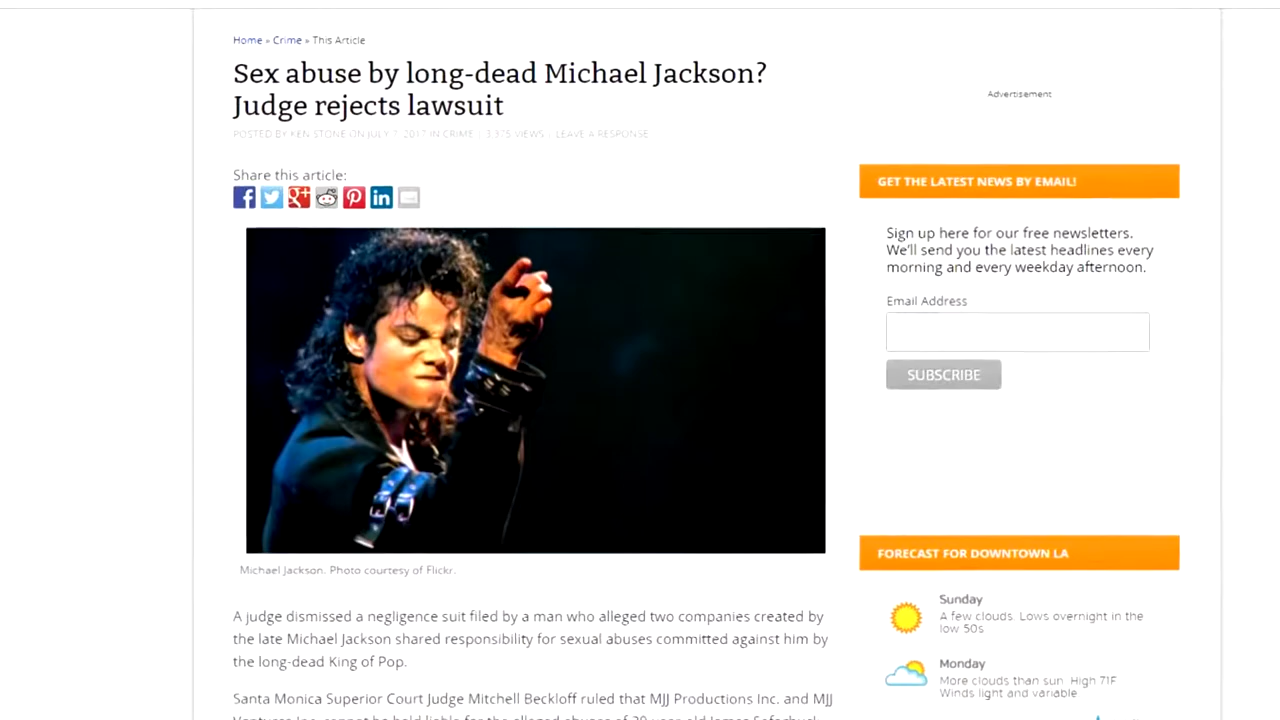 Home » Crime » This Article
Sex abuse by long-dead Michael Jackson?
Judge rejects lawsuit
POSTED BY KEN STONE ON JULY 7, 2017 IN CRIME | 3,375 VIEWS | LEAVE A RESPONSE
Share this article:
Michael Jackson. Photo courtesy of Flickr.
A judge dismissed a negligence suit filed by a man who alleged two companies created by
the late Michael Jackson shared responsibility for sexual abuses committed against him by
the long-dead King of Pop.
Santa Monica Superior Court Judge Mitchell Beckloff ruled that MJJ Productions Inc. and MJJ
Advertisement
GET THE LATEST NEWS BY EMAIL!
Sign up here for our free newsletters.
We'll send you the latest headlines every
morning and every weekday afternoon.
Email Address
SUBSCRIBE
FORECAST FOR DOWNTOWN LA
Sunday
A few clouds. Lows overnight in the
low 50s
Monday
More clouds than sun. High 71F.
Winds light and variable